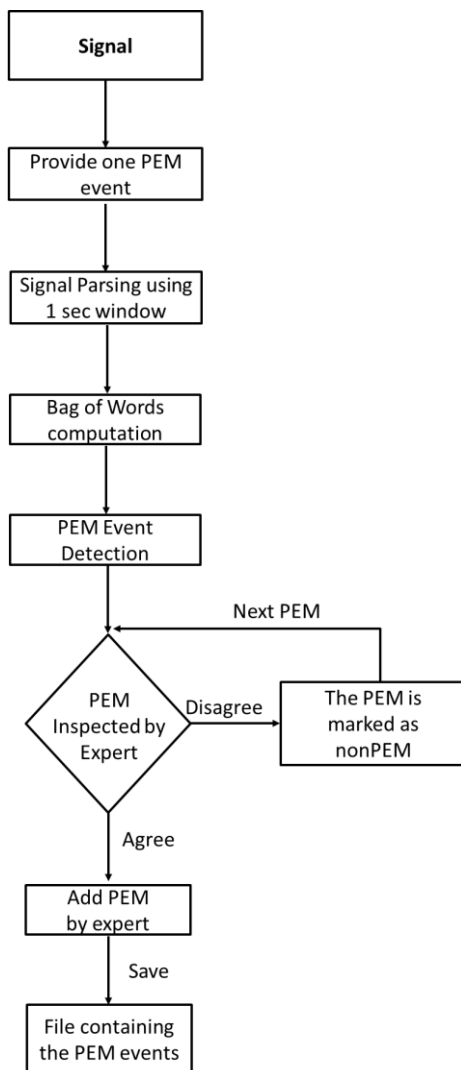 Signal
Provide one PEM
event
Signal Parsing using
1 sec window
Bag of Words
computation
PEM Event
Detection
Next PEM
PEM
Inspected by
Expert
Disagree
The PEM is
marked as
nonPEM
Agree
Add PEM
by expert
Save
File containing
the PEM events